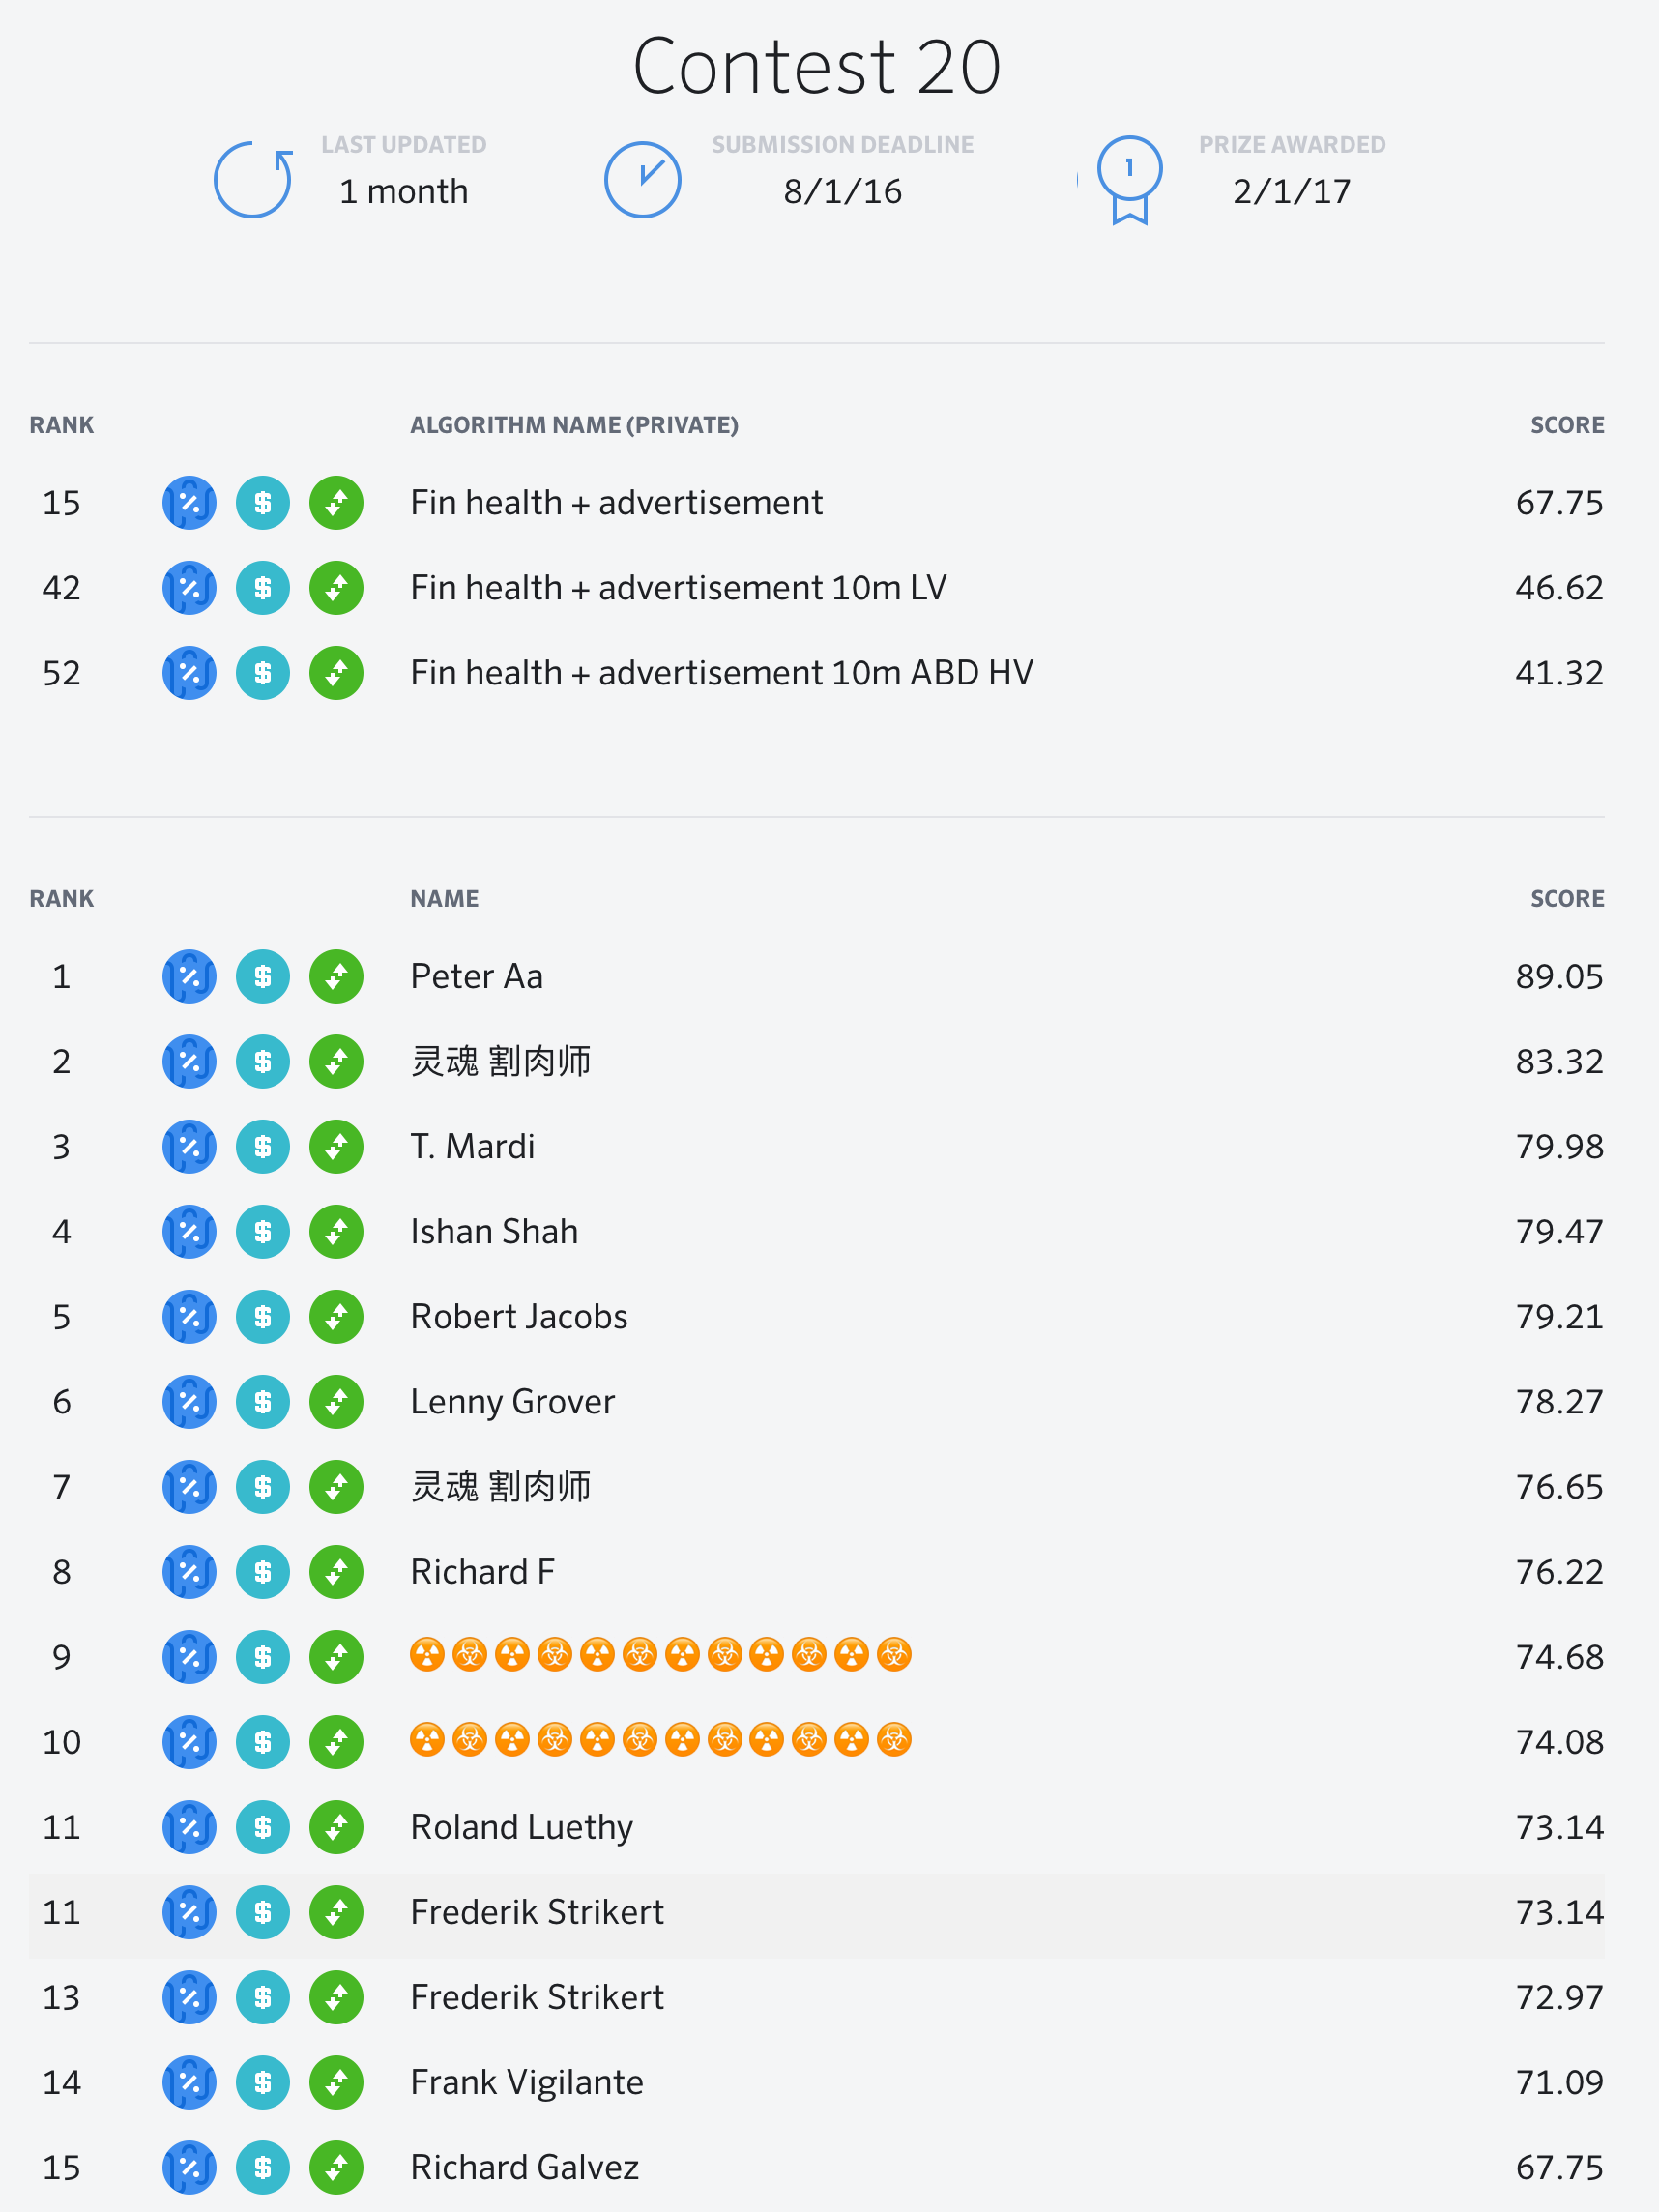 Contest 20
LAST UPDATED SUBMISSION DEADLINE PRIZE AWARDED
1 month 8/1/16 1 2/1/17
RANK ALGORITHM NAME (PRIVATE) SCORE
15 % $ Fin health + advertisement 67.75
42 % $ Fin health + advertisement 10m LV 46.62
52 % $ Fin health + advertisement 10m ABD HV 41.32
RANK NAME SCORE
1 % $ Peter Aa 89.05
2 % $ 灵魂 割肉师 83.32
3 % $ T. Mardi 79.98
4 % $ Ishan Shah 79.47
5 % $ Robert Jacobs 79.21
6 % $ Lenny Grover 78.27
7 % $ 灵魂 割肉师 76.65
8 % $ Richard F 76.22
9 % $ ☢☣☢☣☢☣☢☣☢☣☢☣ 74.68
10 % $ ☢☣☢☣☢☣☢☣☢☣☢☣ 74.08
11 % $ Roland Luethy 73.14
11 % $ Frederik Strikert 73.14
13 % $ Frederik Strikert 72.97
14 % $ Frank Vigilante 71.09
15 % $ Richard Galvez 67.75